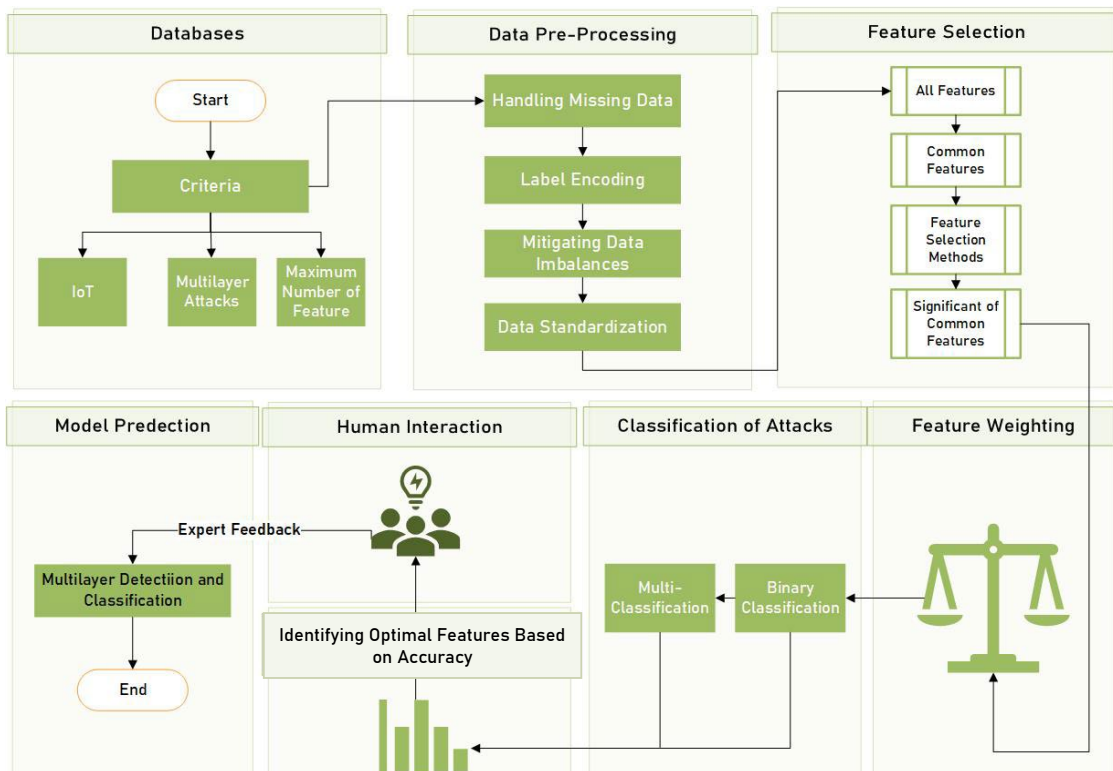 Databases
Start
Criteria
IoT
Multilayer
Attacks
Maximum
Number of
Feature
Data Pre-Processing
Handling Missing Data
Label Encoding
Mitigating Data
Imbalances
Data Standardization
Feature Selection
All Features
Common
Features
Feature
Selection
Methods
Significant of
Common
Features
Model Predection
Expert Feedback
Multilayer Detectiion and
Classification
End
Human Interaction
Identifying Optimal Features Based
on Accuracy
Classification of Attacks
Multi-
Classification
Binary
Classification
Feature Weighting